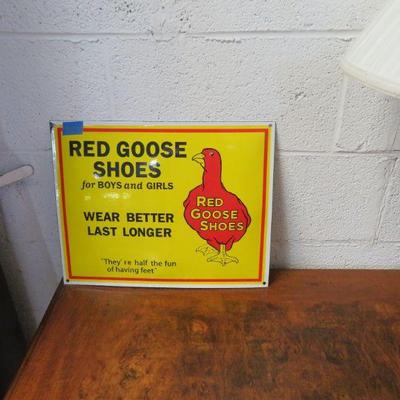 RED GOOSE
SHOES
for BOYS and GIRLS
WEAR BETTER
LAST LONGER
"They' re half the fun
of having feet"
RED
GOOSE
SHOES